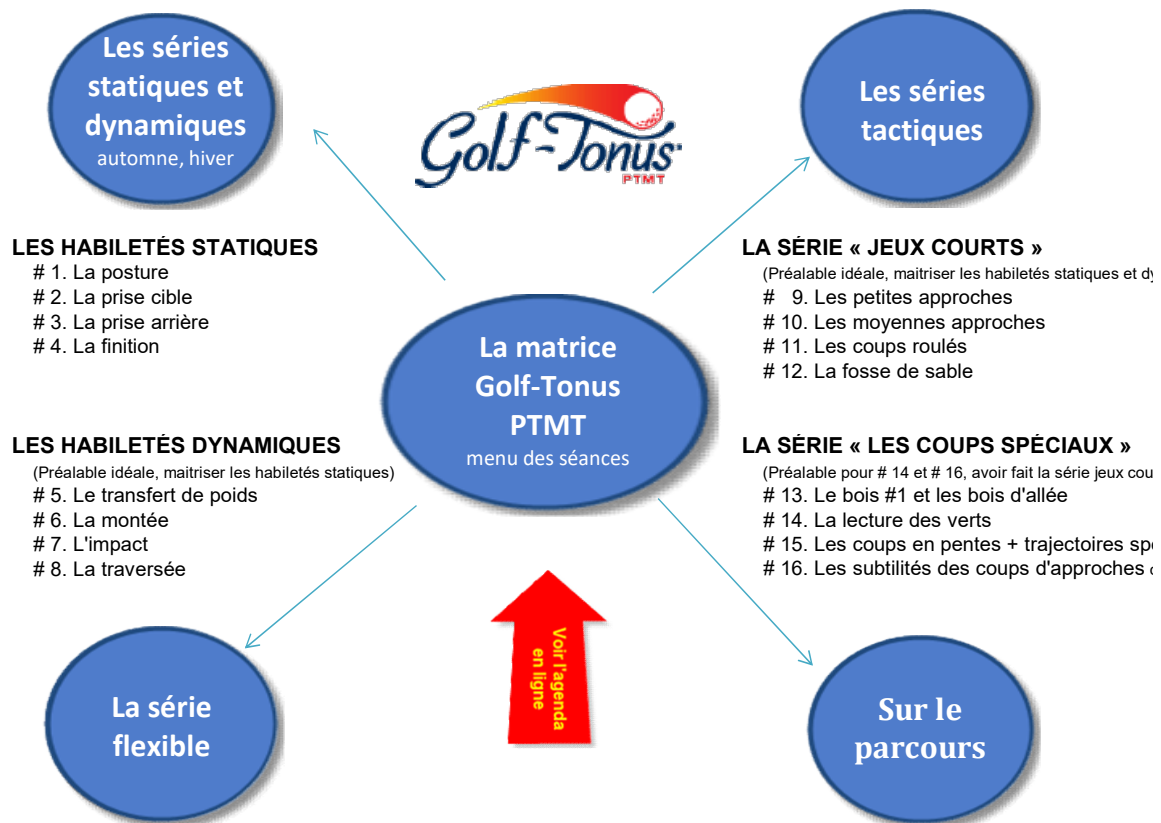 Les séries
statiques et
dynamiques
automne, hiver
Golf-Tonus
PTMT
Les séries
tactiques
LES HABILETÉS STATIQUES
# 1. La posture
# 2. La prise cible
# 3. La prise arrière
# 4. La finition
LES HABILETÉS DYNAMIQUES
(Préalable idéale, maitriser les habiletés statiques)
# 5. Le transfert de poids
# 6. La montée
# 7. L'impact
# 8. La traversée
La matrice
Golf-Tonus
PTMT
menu des séances
LA SÉRIE « JEUX COURTS »
(Préalable idéale, maitriser les habiletés statiques et
# 9. Les petites approches
# 10. Les moyennes approches
# 11. Les coups roulés
# 12. La fosse de sable
LA SÉRIE « LES COUPS SPÉCIAUX »
(Préalable pour # 14 et # 16, avoir fait la série jeux
# 13. Le bois #1 et les bois d'allée
# 14. La lecture des verts
# 15. Les coups en pentes + trajectoires
# 16. Les subtilités des coups d'approches
La série
flexible
Voir l'agenda
en ligne
Sur le
parcours